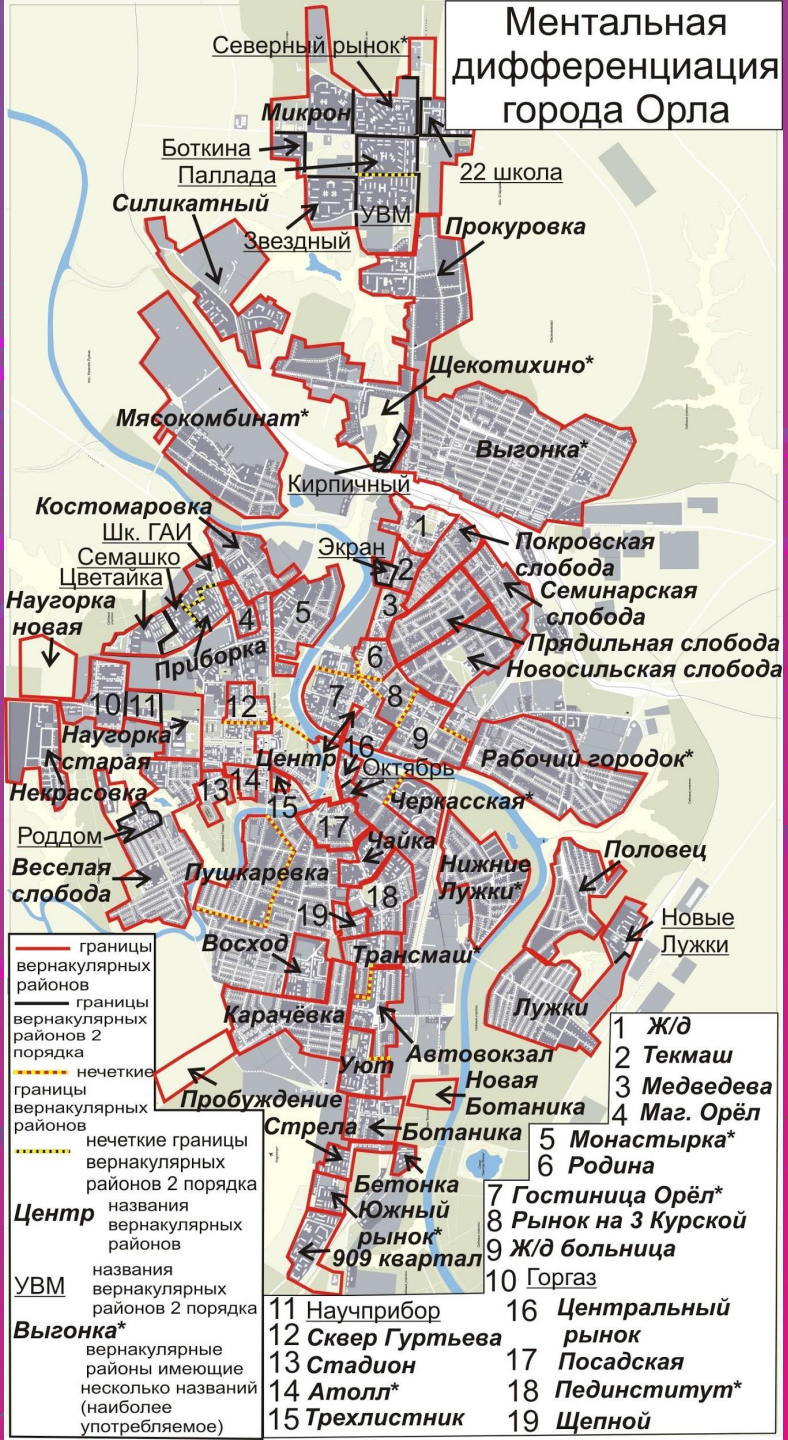 Ментальная
дифференциация
города Орла
Северный рынок*
Микрон
Боткина
Паллада
22 школа
Силикатный
УВМ
Звездный
Прокуровка
Щекотихино*
Мясокомбинат*
Выгонка*
Кирпичный
Костомаровка
Шк. ГАИ
Семашко
Цветайка
Наугорка
новая
Приборка
Экран
1
2
3
4
5
6
7
8
9
10
11
12
Покровская
слобода
Семинарская
слобода
Прядильная слобода
Новосильская слобода
Наугорка
старая
Некрасовка
Центр
16
Октябрь
Рабочий городок*
13
14
15
Черкасская*
17
Чайка
Роддом
Веселая
слобода
Пушкаревка
18
19
Нижние
Лужки*
Половец
Новые
Лужки
Восход
Трансмаш*
Лужки
Карачёвка
Автовокзал
Уют
Пробуждение
Новая
Ботаника
Стрела
Ботаника
Бетонка
Южный
рынок*
909 квартал
границы
вернакулярных
районов
границы
вернакулярных
районов 2
порядка
нечеткие
границы
вернакулярных
районов
нечеткие границы
вернакулярных
районов 2 порядка
Центр названия
вернакулярных
районов
УВМ названия
вернакулярных
районов 2 порядка
Выгонка*
вернакулярные
районы имеющие
несколько названий
(наиболее
употребляемое)
1 Ж/д
2 Текмаш
3 Медведева
4 Маг. Орёл
5 Монастырка*
6 Родина
7 Гостиница Орёл*
8 Рынок на 3 Курской
9 Ж/д больница
10 Горгаз
11 Научприбор
12 Сквер Гуртьева
13 Стадион
14 Атолл*
15 Трехлистник
16 Центральный
рынок
17 Посадская
18 Пединститут*
19 Щепной